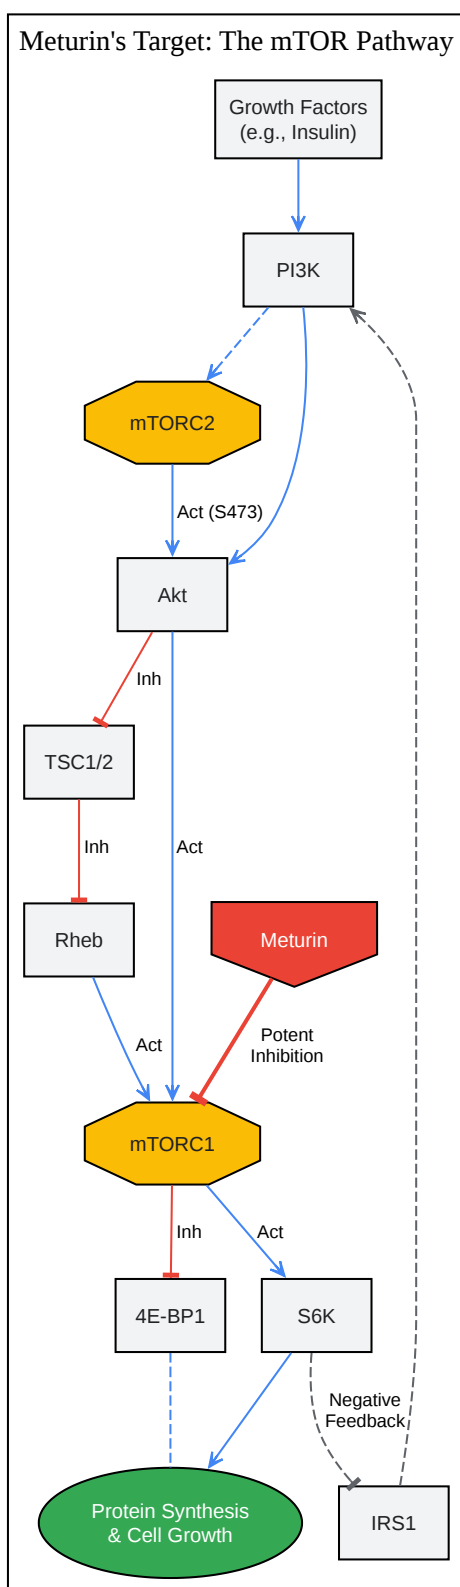 Meturin's Target: The mTOR Pathway
Growth Factors
(e.g., Insulin)
PI3K
mTORC2
Act (S473)
Akt
Inh
TSC1/2
Inh
Act
Rheb
Meturin
Act
Potent
Inhibition
mTORC1
Inh
Act
4E-BP1
S6K
Negative
Feedback
Protein Synthesis
& Cell Growth
IRS1